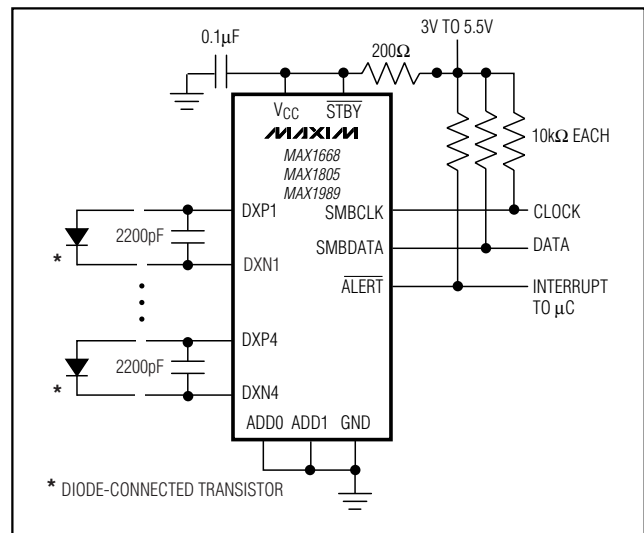 3V TO 5.5V
0.1µF
200Ω
VCC
STBY
MAXIM
MAX1668
MAX1805
MAX1989
10kΩ EACH
DXP1
SMBCLK
CLOCK
2200pF
*
SMBDATA
DATA
DXN1
ALERT
INTERRUPT
TO µC
DXP4
2200pF
*
DXN4
ADD0 ADD1 GND
* DIODE-CONNECTED TRANSISTOR